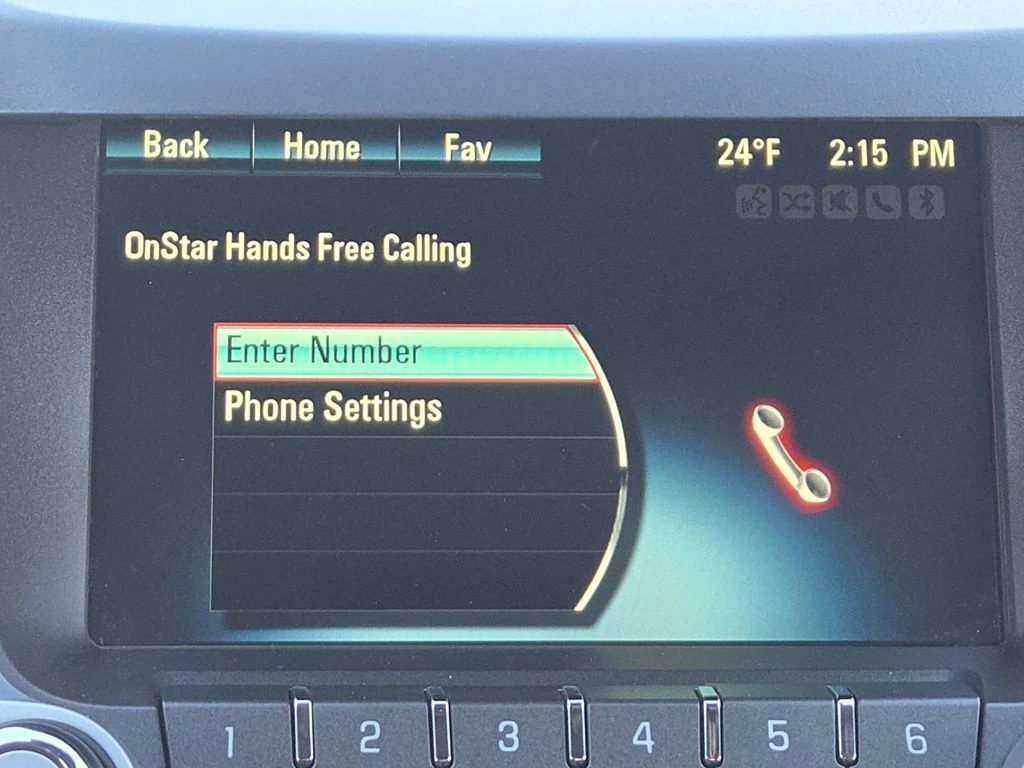 Back Home Fav 24°F 2:15 PM
OnStar Hands Free Calling
Enter Number
Phone Settings
1 2 3 4 5 6